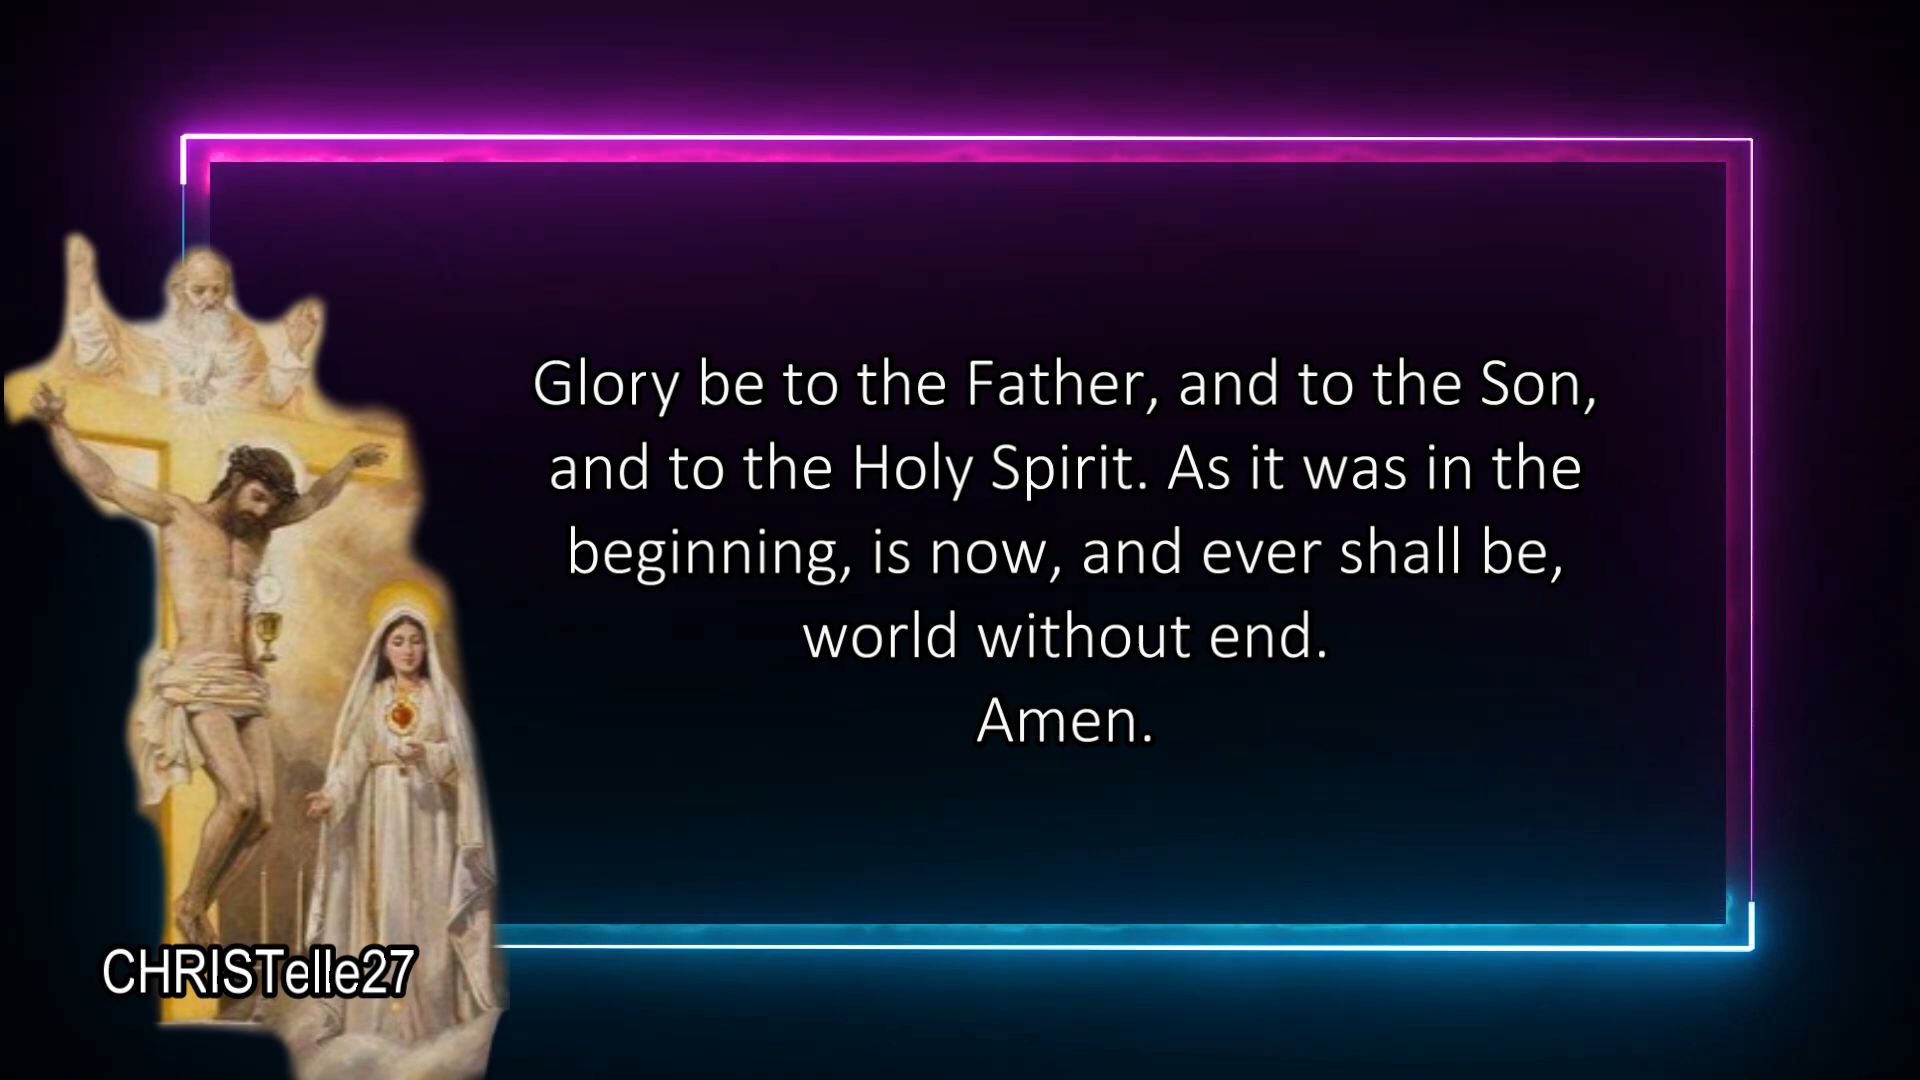 Glory be to the Father, and to the Son,
and to the Holy Spirit. As it was in the
beginning, is now, and ever shall be,
world without end.
Amen.
CHRISTelle27